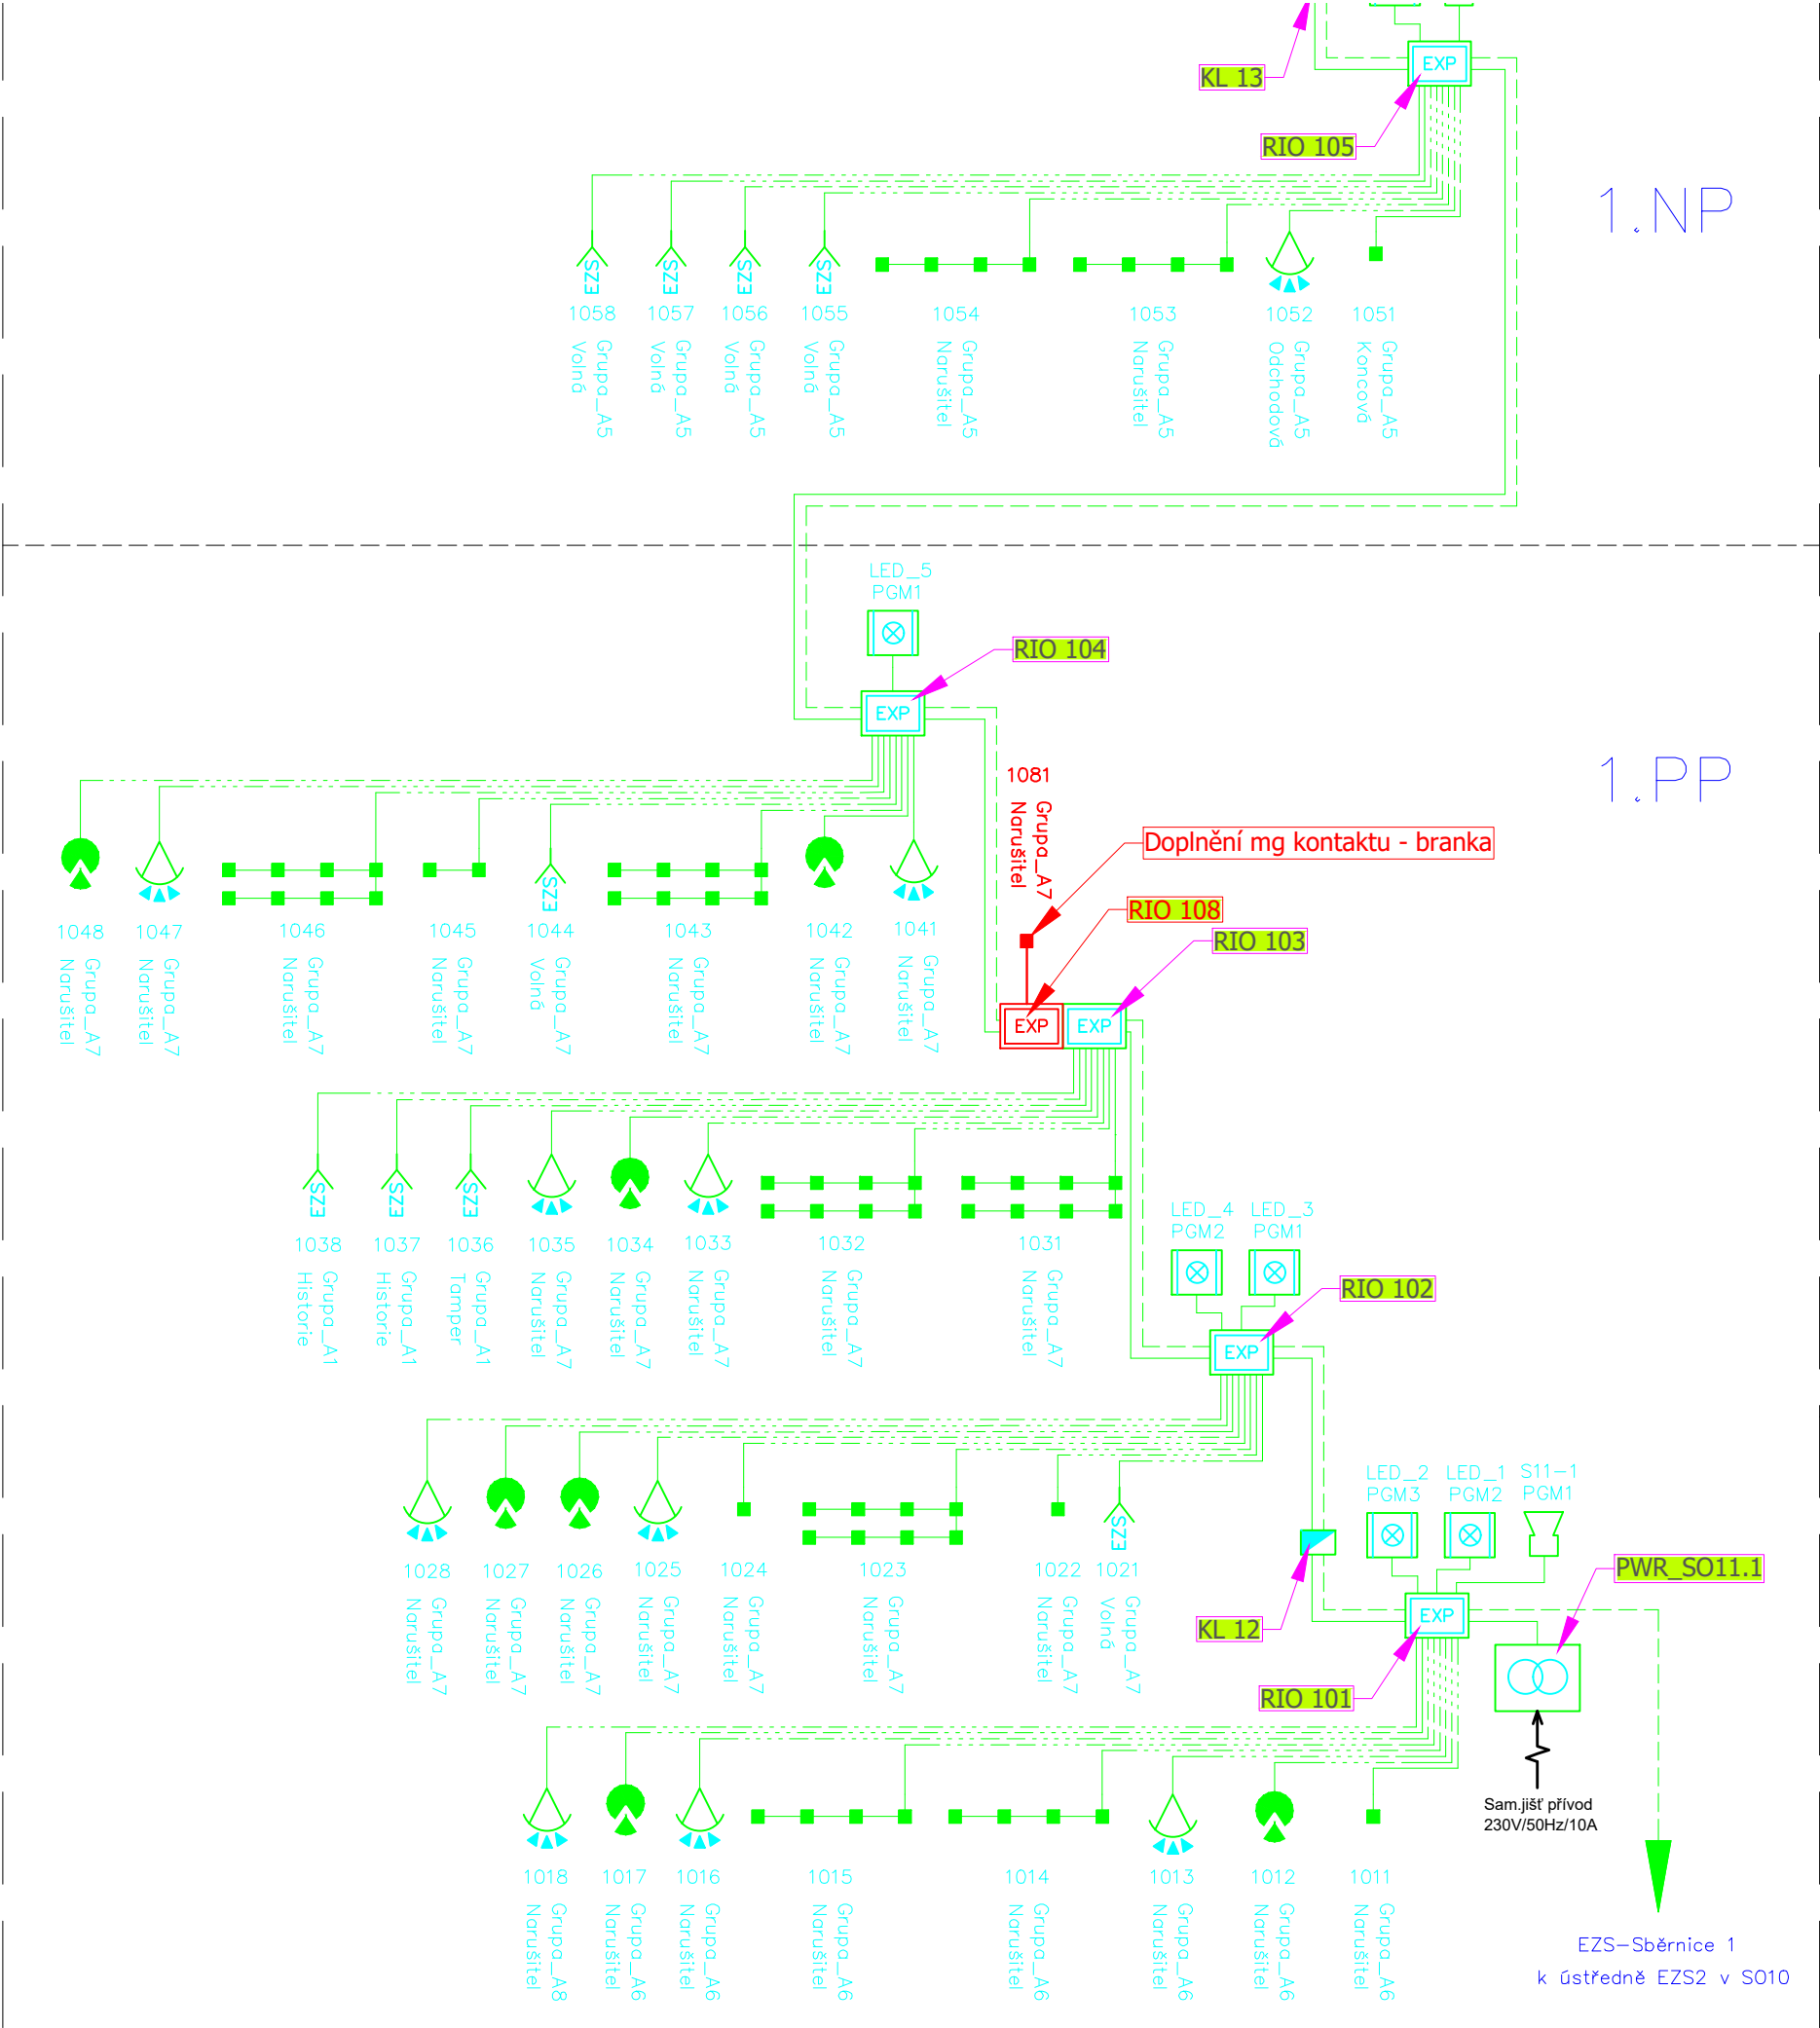 KL 13
EXP
RIO 105
1.NP
EZS
EZS
EZS
EZS
1058
1057
1056
1055
1054
1053
1052
1051
Grupa_A5
Volná
Grupa_A5
Volná
Grupa_A5
Volná
Grupa_A5
Volná
Grupa_A5
Narušitel
Grupa_A5
Narušitel
Grupa_A5
Odchodová
Grupa_A5
Koncová
LED_5
PGM1
RIO 104
EXP
1.PP
1081
Grupa_A7
Narušitel
Doplnění mg kontaktu - branka
RIO 108
RIO 103
EZS
1048
1047
1046
1045
1044
1043
1042
1041
Grupa_A7
Narušitel
Grupa_A7
Narušitel
Grupa_A7
Narušitel
Grupa_A7
Narušitel
Grupa_A7
Volná
Grupa_A7
Narušitel
Grupa_A7
Narušitel
Grupa_A7
Narušitel
EXP
EXP
EZS
EZS
EZS
1038
1037
1036
1035
1034
1033
1032
1031
Grupa_A1
Historie
Grupa_A1
Historie
Grupa_A1
Tamper
Grupa_A7
Narušitel
Grupa_A7
Narušitel
Grupa_A7
Narušitel
Grupa_A7
Narušitel
Grupa_A7
Narušitel
LED_4
PGM2
LED_3
PGM1
RIO 102
EXP
EZS
1028
1027
1026
1025
1024
1023
1022
1021
Grupa_A7
Narušitel
Grupa_A7
Narušitel
Grupa_A7
Narušitel
Grupa_A7
Narušitel
Grupa_A7
Narušitel
Grupa_A7
Narušitel
Grupa_A7
Narušitel
Grupa_A7
Volná
LED_2
PGM3
LED_1
PGM2
S11-1
PGM1
PWR_SO11.1
KL 12
EXP
RIO 101
Sam.jišť přívod
230V/50Hz/10A
1018
1017
1016
1015
1014
1013
1012
1011
Grupa_A8
Narušitel
Grupa_A6
Narušitel
Grupa_A6
Narušitel
Grupa_A6
Narušitel
Grupa_A6
Narušitel
Grupa_A6
Narušitel
Grupa_A6
Narušitel
Grupa_A6
Narušitel
EZS-Sběrnice 1
k ústředně EZS2 v SO10